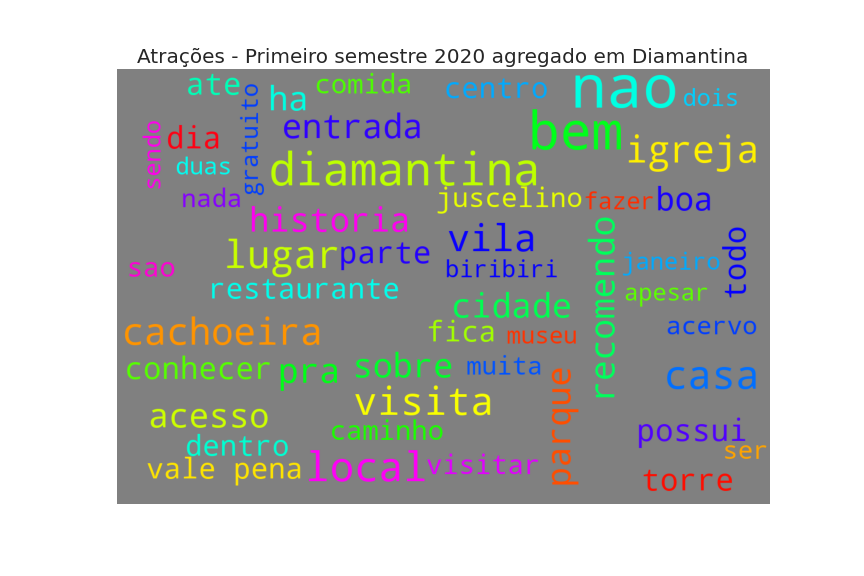 Atrações - Primeiro semestre 2020 agregado em Diamantina
ate
ha
comida
centro
nao
dois
gratuito
sendo
dia
entrada
bem
igreja
duas
diamantina
nada
juscelino
fazer
boa
historia
vila
lugar
parte
biribiri
recomendo
janeiro
todo
sao
restaurante
cidade
apesar
cachoeira
fica
museu
acervo
conhecer
pra
sobre
muita
casa
acesso
visita
parque
caminho
possui
dentro
ser
vale pena
local
visitar
torre